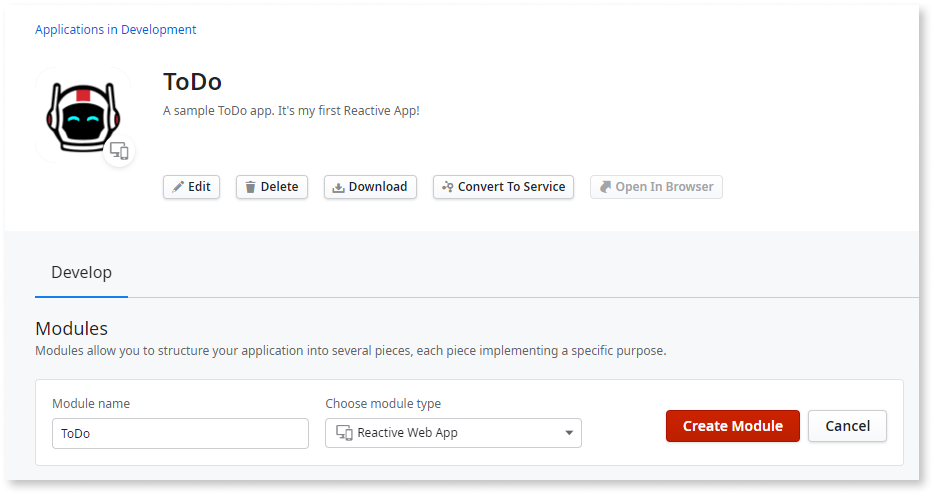 Applications in Development
ToDo
A sample ToDo app. It's my first Reactive App!
Edit Delete Download Convert To Service Open In Browser
Develop
Modules
Modules allow you to structure your application into several pieces, each piece implementing a specific purpose.
Module name Choose module type
ToDo Reactive Web App Create Module Cancel